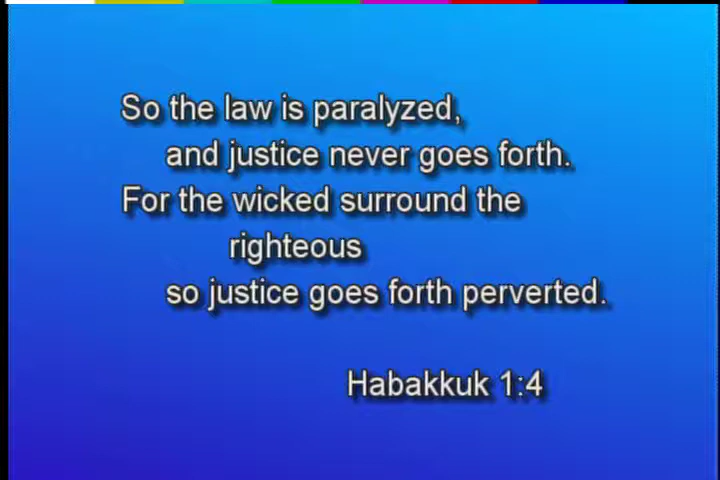 So the law is paralyzed,
and justice never goes forth.
For the wicked surround the
righteous
so justice goes forth perverted.
Habakkuk 1:4